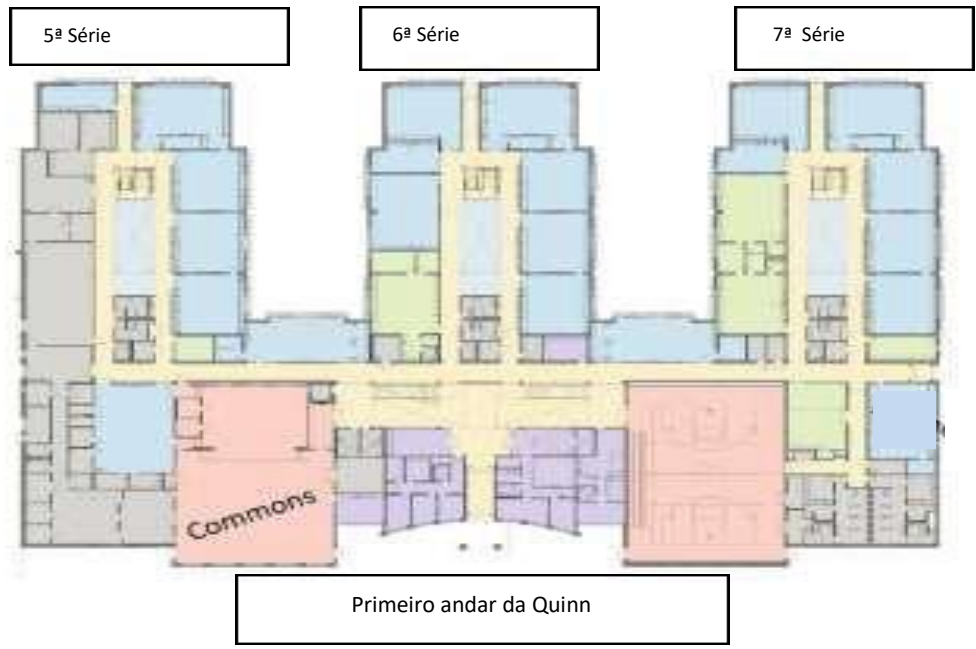 5ª Série
6ª Série
7ª Série
Commons
Primeiro andar da Quinn